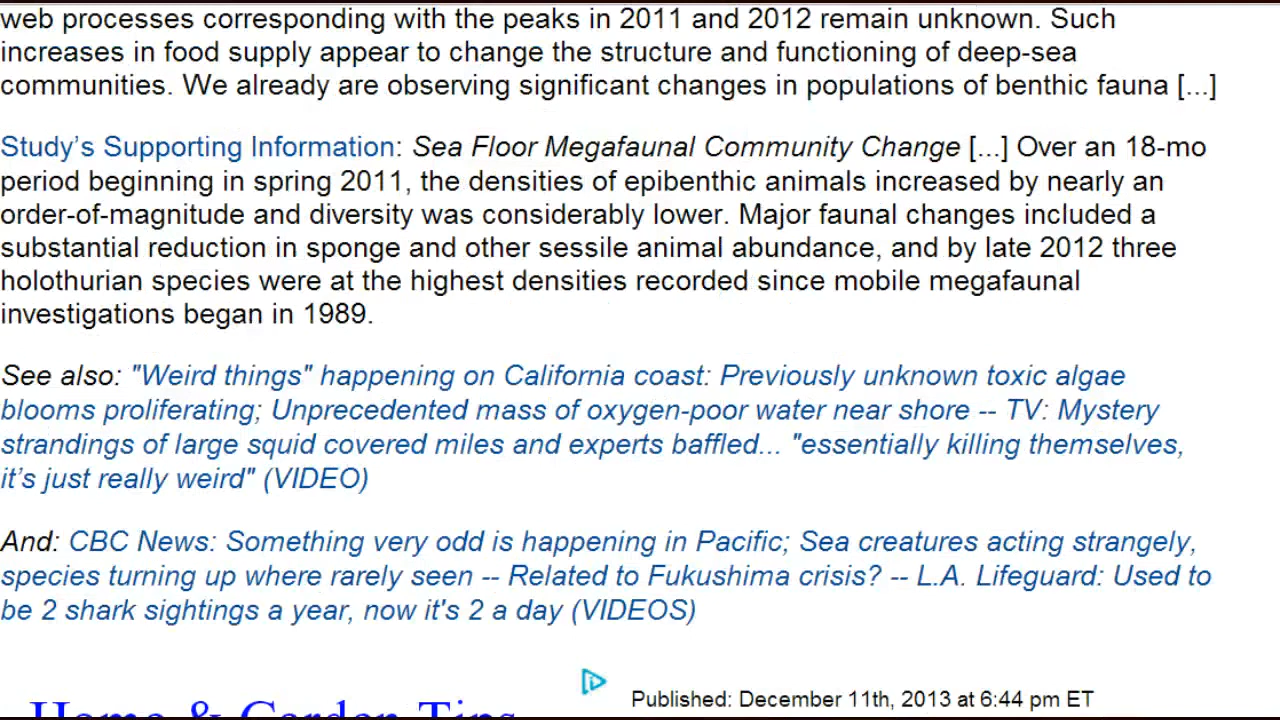 web processes corresponding with the peaks in 2011 and 2012 remain unknown. Such
increases in food supply appear to change the structure and functioning of deep-sea
communities. We already are observing significant changes in populations of benthic fauna [...]
Study’s Supporting Information: Sea Floor Megafaunal Community Change [...] Over an 18-mo
period beginning in spring 2011, the densities of epibenthic animals increased by nearly an
order-of-magnitude and diversity was considerably lower. Major faunal changes included a
substantial reduction in sponge and other sessile animal abundance, and by late 2012 three
holothurian species were at the highest densities recorded since mobile megafaunal
investigations began in 1989.
See also: "Weird things" happening on California coast: Previously unknown toxic algae
blooms proliferating; Unprecedented mass of oxygen-poor water near shore -- TV: Mystery
strandings of large squid covered miles and experts baffled... "essentially killing themselves,
it’s just really weird" (VIDEO)
And: CBC News: Something very odd is happening in Pacific; Sea creatures acting strangely,
species turning up where rarely seen -- Related to Fukushima crisis? -- L.A. Lifeguard: Used to
be 2 shark sightings a year, now it's 2 a day (VIDEOS)
Home & Garden Tips
Published: December 11th, 2013 at 6:44 pm ET